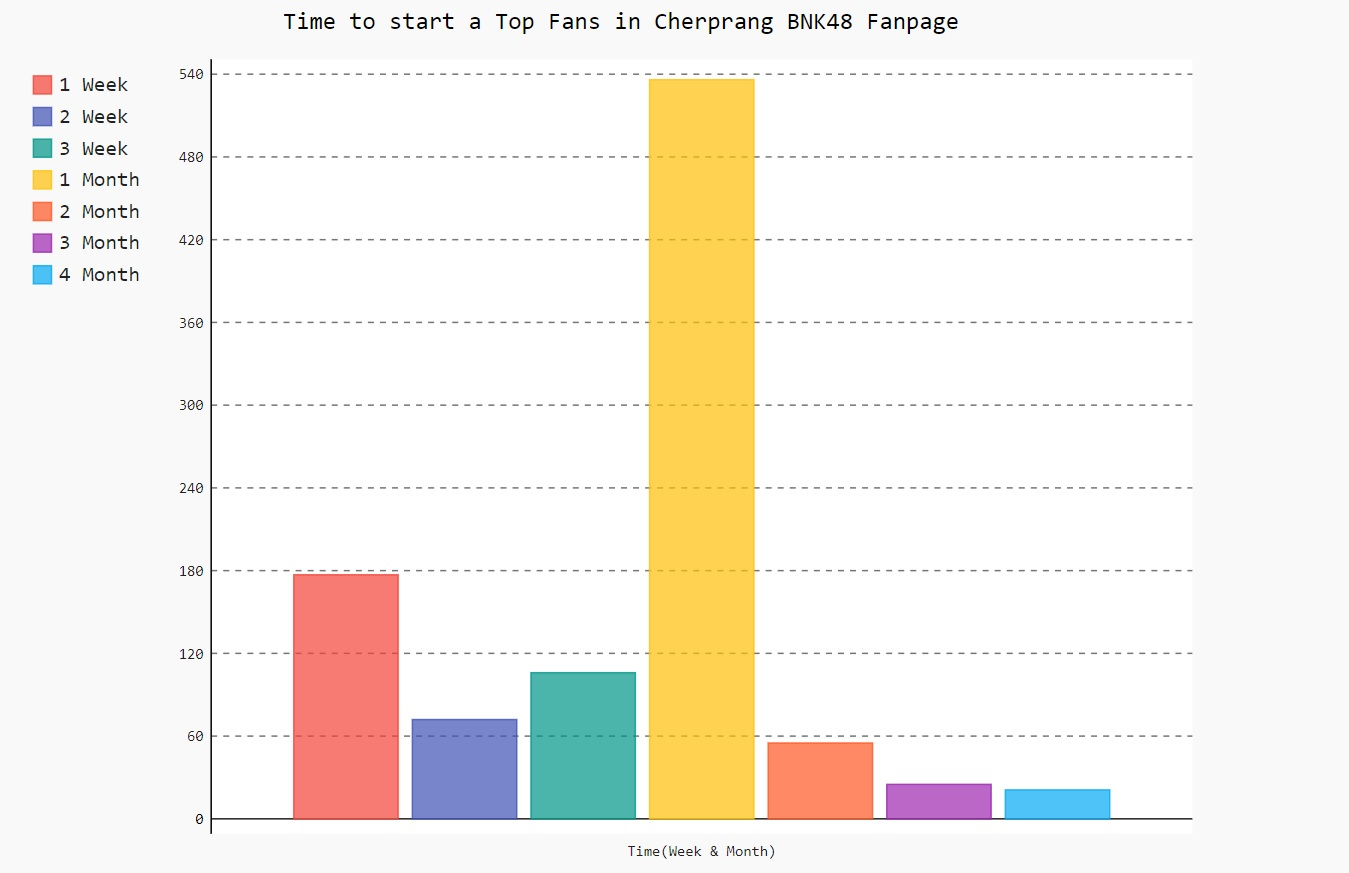 Time to start a Top Fans in Cherprang BNK48 Fanpage
1 Week
2 Week
3 Week
1 Month
2 Month
3 Month
4 Month
540
480
420
360
300
240
180
120
60
0
Time(Week & Month)